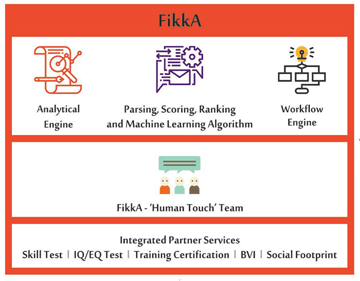 FikkA
Analytical
Engine
Parsing, Scoring, Ranking
and Machine Learning Algorithm
Workflow
Engine
FikkA - ‘Human Touch’ Team
Integrated Partner Services
Skill Test | IQ/EQ Test | Training Certification | BVI | Social Footprint